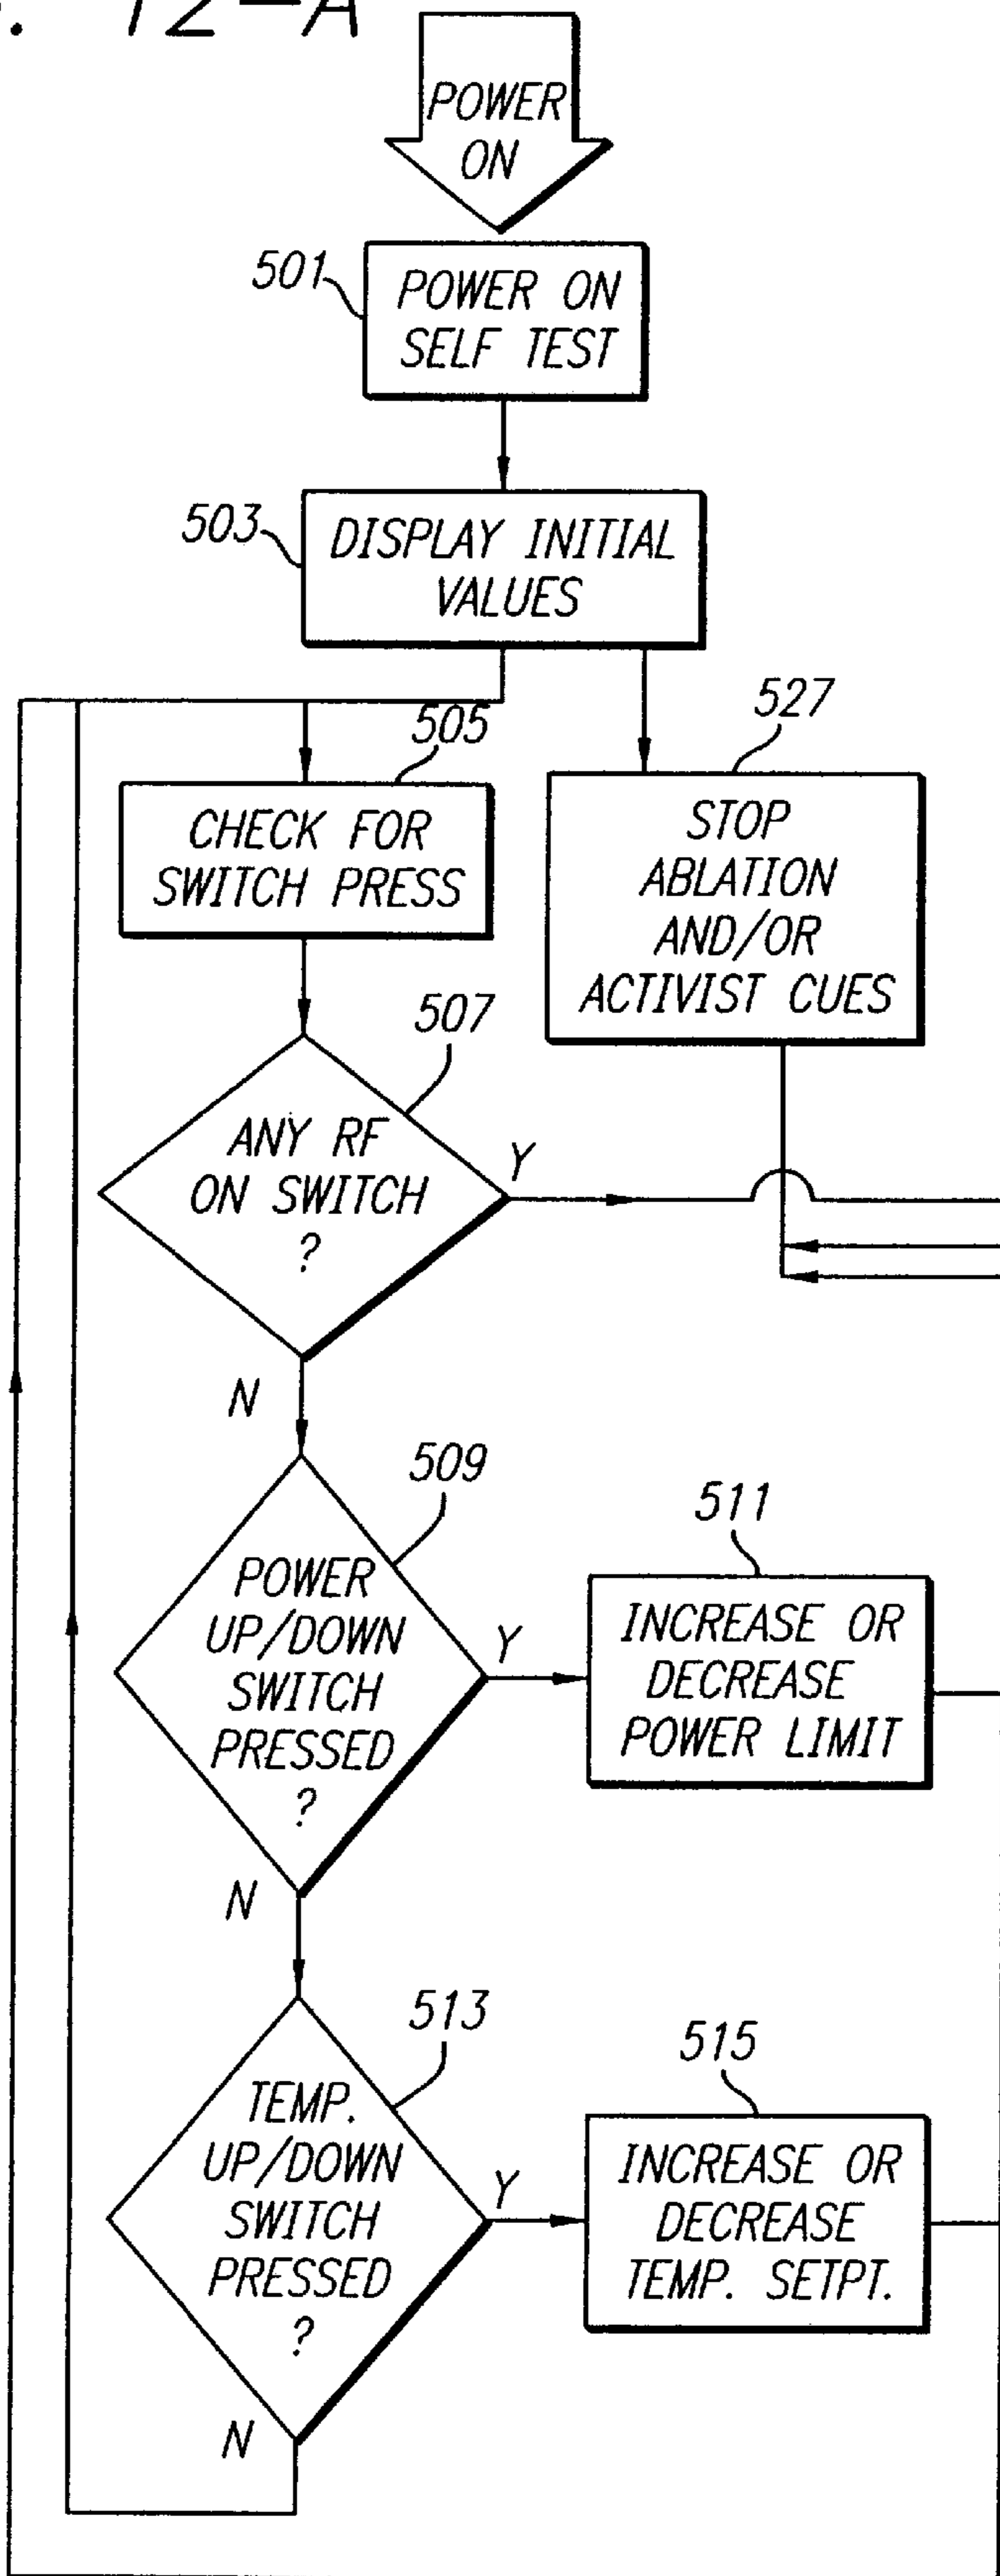 12-A
POWER
ON
501
POWER ON
SELF TEST
503
DISPLAY INITIAL
VALUES
505
CHECK FOR
SWITCH PRESS
527
STOP
ABLATION
AND/OR
ACTIVIST CUES
507
ANY RF
ON SWITCH
?
Y
N
509
POWER
UP/DOWN
SWITCH
PRESSED
?
Y
N
511
INCREASE OR
DECREASE
POWER LIMIT
513
TEMP.
UP/DOWN
SWITCH
PRESSED
?
Y
N
515
INCREASE OR
DECREASE
TEMP. SETPT.